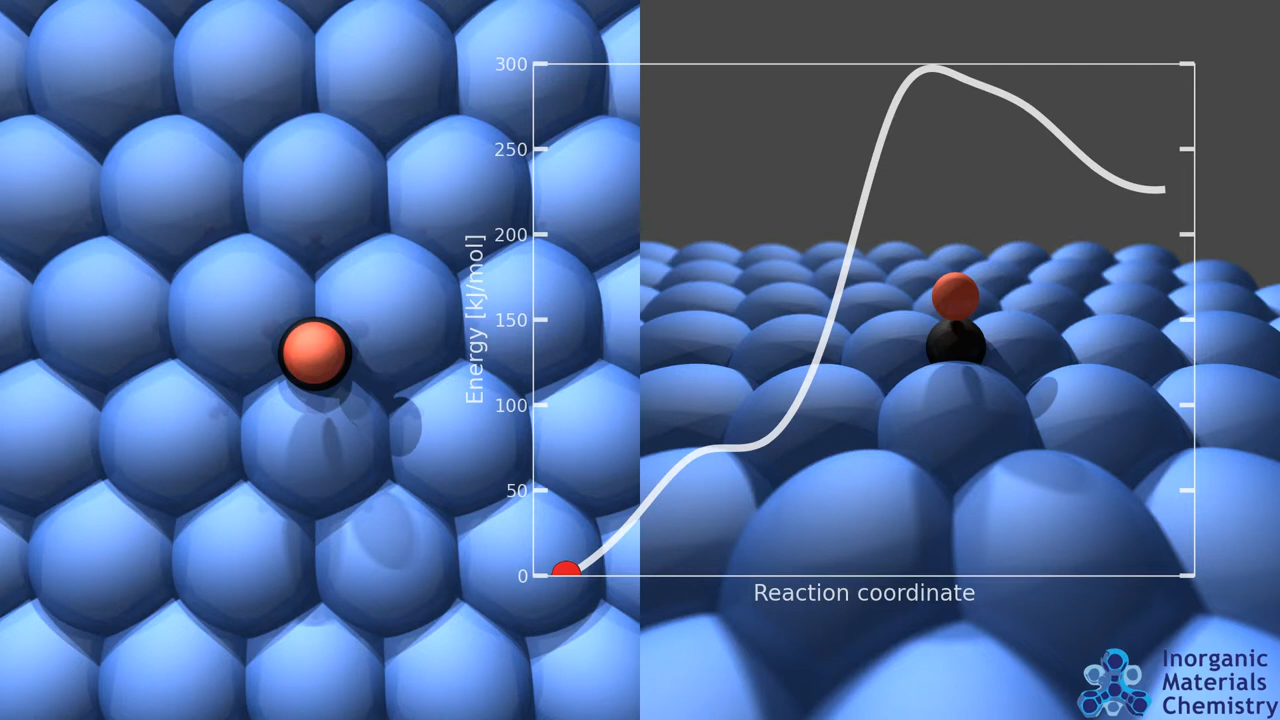 300
250
200
150
100
50
0
Energy [kJ/mol]
Reaction coordinate
Inorganic
Materials
Chemistry